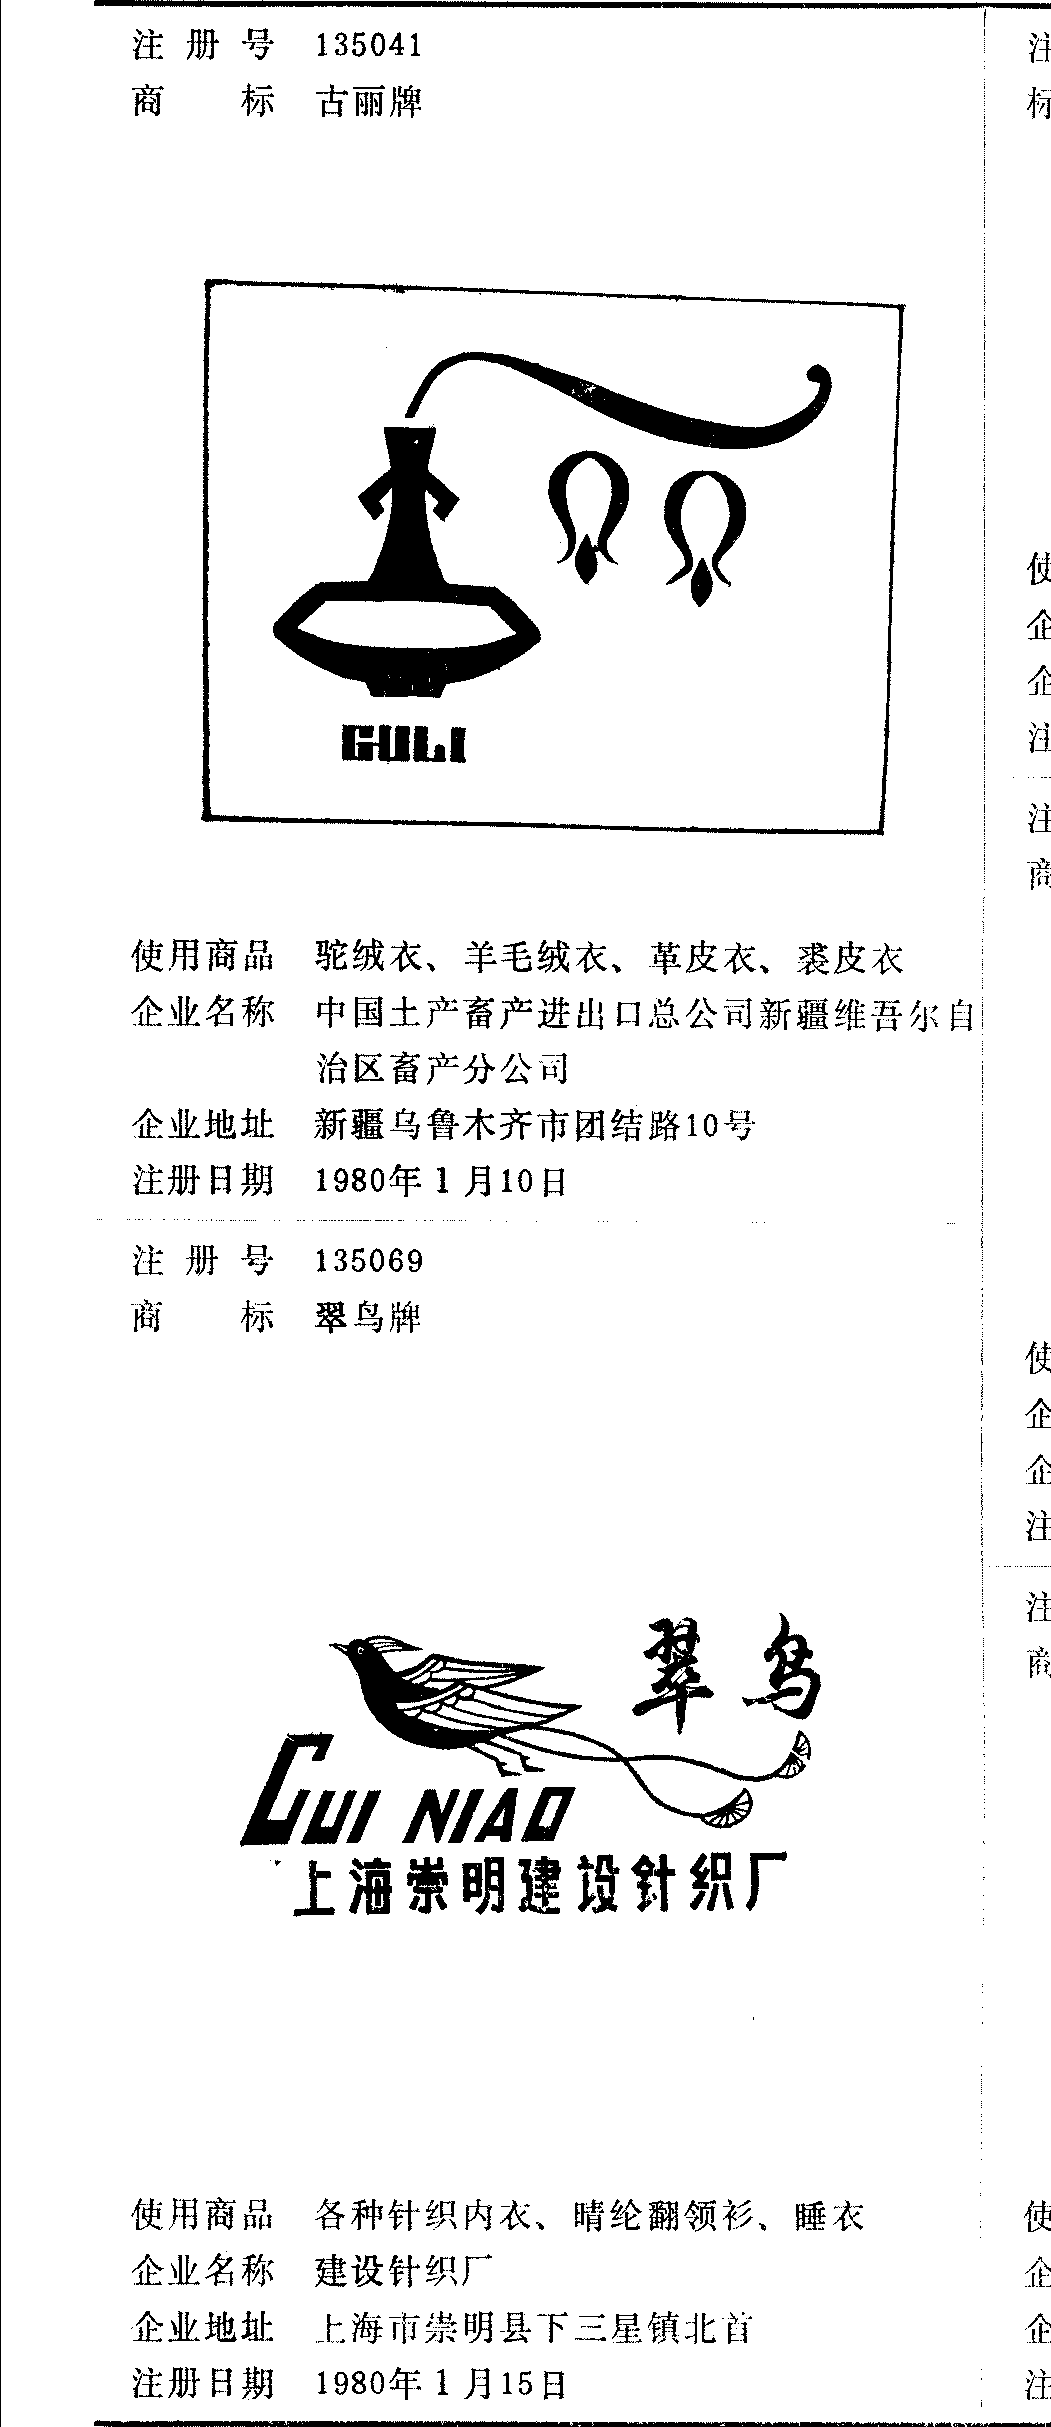 注册号 135041
商标 古丽牌
GULI
使用商品 驼绒衣、羊毛绒衣、革皮衣、裘皮衣
企业名称 中国土产畜产进出口总公司新疆维吾尔自
治区畜产分公司
企业地址 新疆乌鲁木齐市团结路10号
注册日期 1980年1月10日
注册号 135069
商标 翠鸟牌
翠鸟
CUI NIAO
上海崇明建设针织厂
使用商品 各种针织内衣、晴纶翻领衫、睡衣
企业名称 建设针织厂
企业地址 上海市崇明县下三星镇北首
注册日期 1980年1月15日
注
标
使
企
企
注
注
商
使
企
企
注
注
商
使
企
企
注